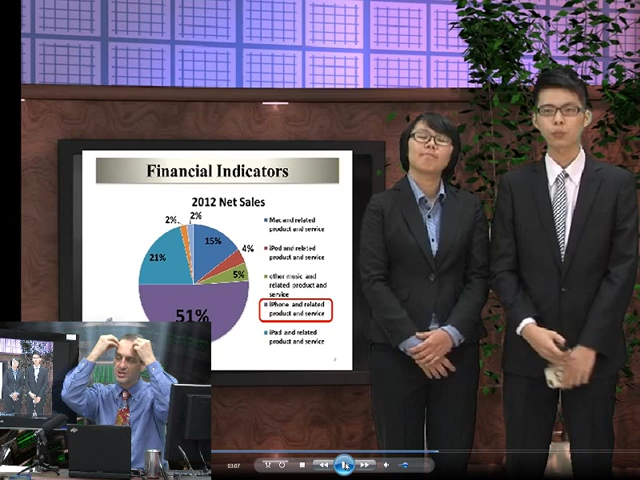 Financial Indicators
2012 Net Sales
2%
2%
15%
4%
5%
21%
51%
Mac and related
product and service
iPod and related
product and service
other music and
related product and
service
iPhone and related
product and service
iPad and related
product and service
03:07